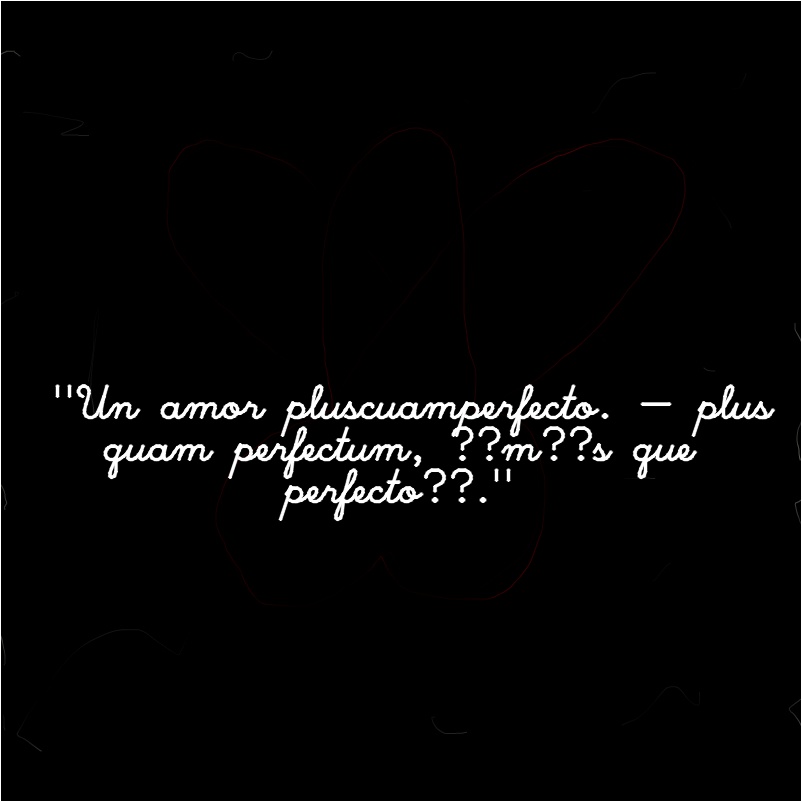 "Un amor pluscuamperfecto. — plus
quam perfectum, ??m??s que
perfecto??."